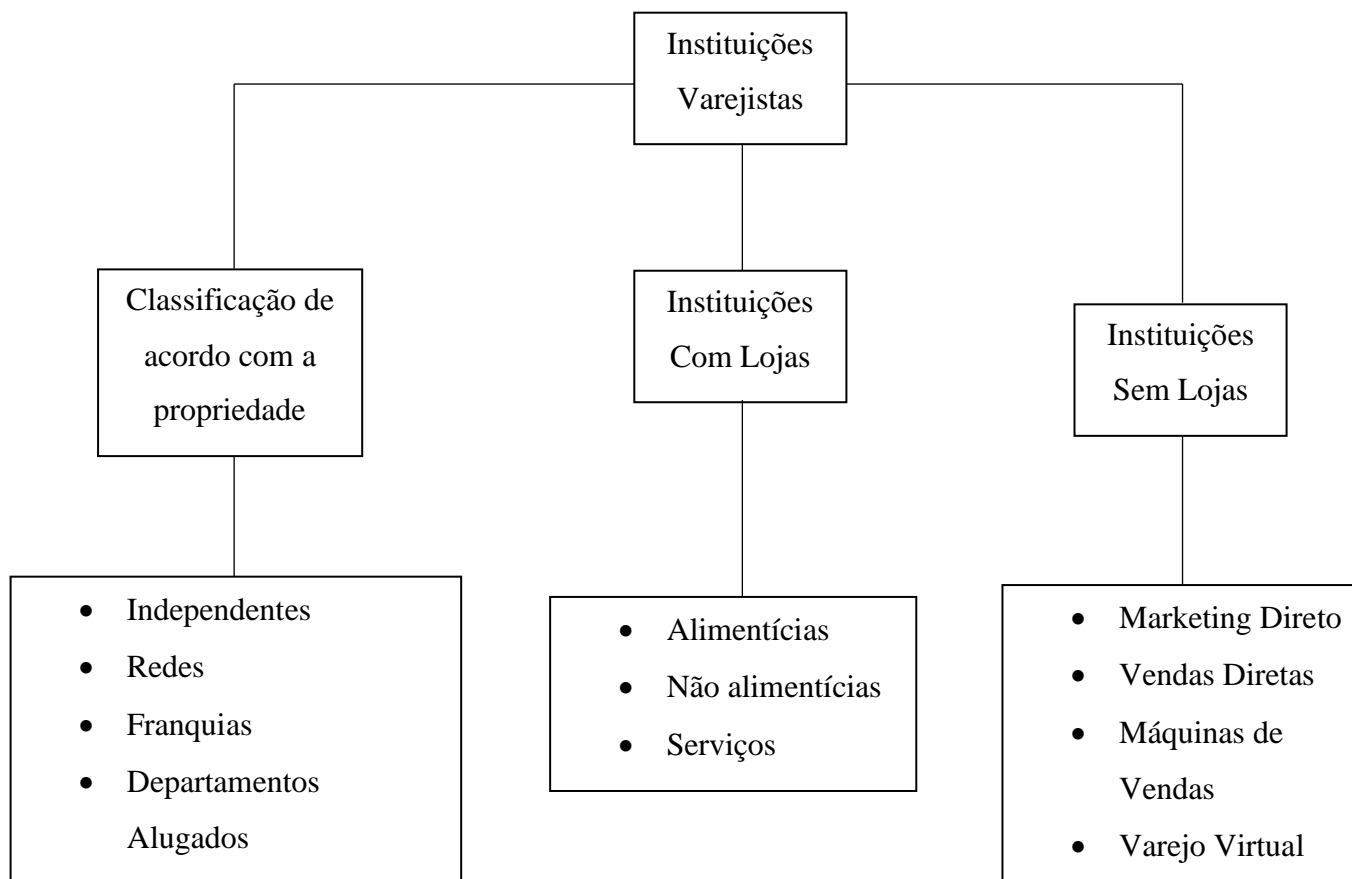 Instituições
Varejistas
Classificação de
acordo com a
propriedade
Instituições
Com Lojas
Instituições
Sem Lojas
• Independentes
• Redes
• Franquias
• Departamentos
Alugados
• Alimentícias
• Não alimentícias
• Serviços
• Marketing Direto
• Vendas Diretas
• Máquinas de
Vendas
• Varejo Virtual